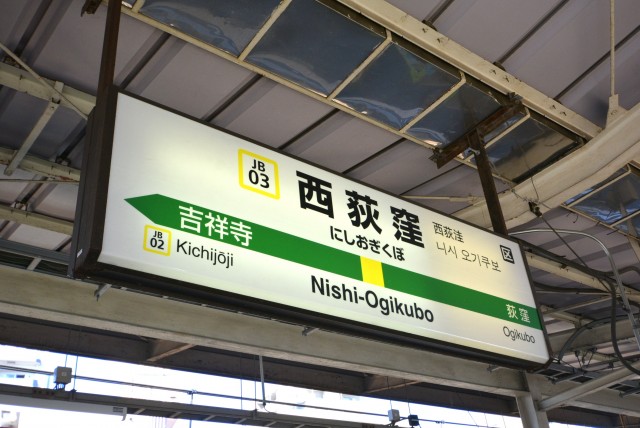 JB
03
西荻窪
にしおぎくぼ
西荻洼
니시 오기쿠보
区
吉祥寺
JB
02
Kichijōji
Nishi-Ogikubo
荻窪
Ogikubo